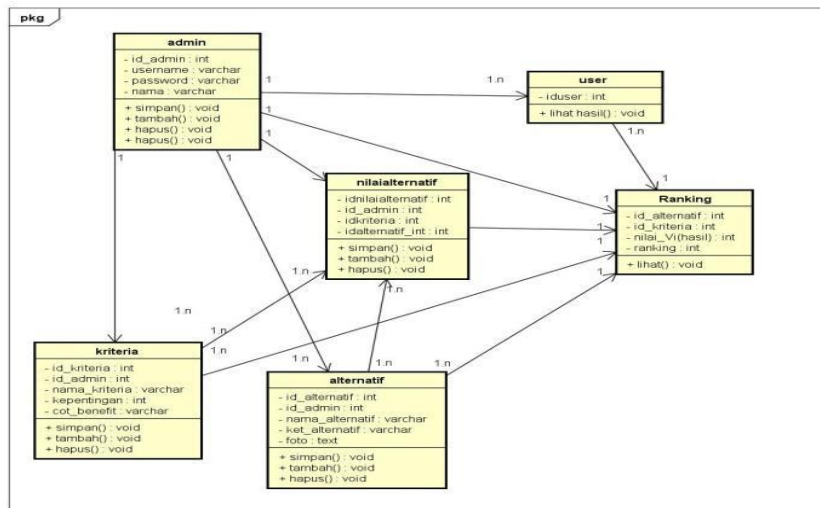 pkg
admin
- id_admin : int
- username : varchar
- password : varchar
- nama : varchar
+ simpan() : void
+ tambah() : void
+ hapus() : void
+ hapus() : void
1
1.n
user
- iduser : int
+ lihat hasil() : void
1
1
1.n
1
1
nilaialternatif
- idnilaialternatif : int
- id_admin : int
- idkriteria : int
- idalternatif_int : int
+ simpan() : void
+ tambah() : void
+ hapus() : void
1
1
1
1
1
Ranking
- id_alternatif : int
- id_kriteria : int
- nilai_Vi(hasil) : int
- ranking : int
+ lihat() : void
1.n
1.n
1.n
1.n
1.n
1.n
1.n
kriteria
- id_kriteria : int
- id_admin : int
- nama_kriteria : varchar
- kepentingan : int
- cot_benefit : varchar
+ simpan() : void
+ tambah() : void
+ hapus() : void
alternatif
- id_alternatif : int
- id_admin : int
- nama_alternatif : varchar
- ket_alternatif : varchar
- foto : text
+ simpan() : void
+ tambah() : void
+ hapus() : void